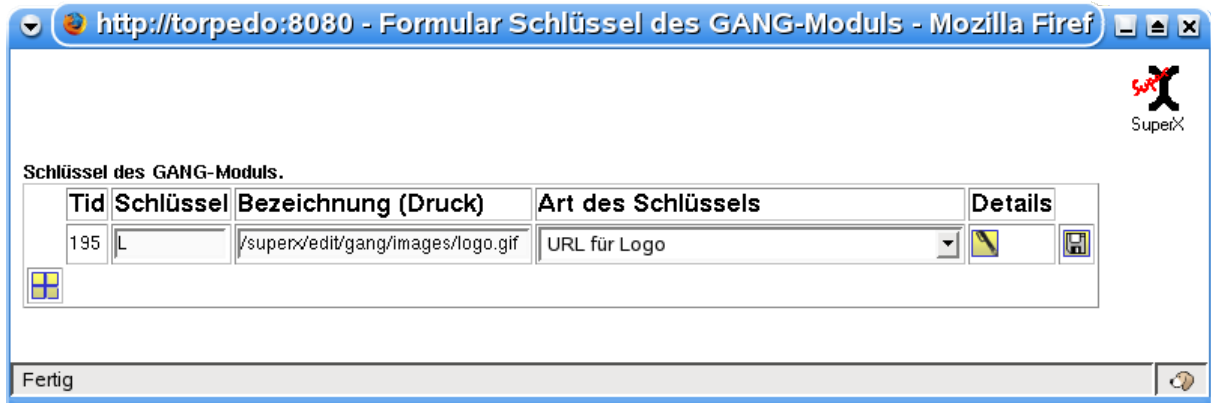 http://torpedo:8080 - Formular Schlüssel des GANG-Moduls - Mozilla Firef
SuperX
SuperX
Schlüssel des GANG-Moduls.
Tid Schlüssel Bezeichnung (Druck) Art des Schlüssels Details
195 L /superx/edit/gang/images/logo.gif URL für Logo
Fertig